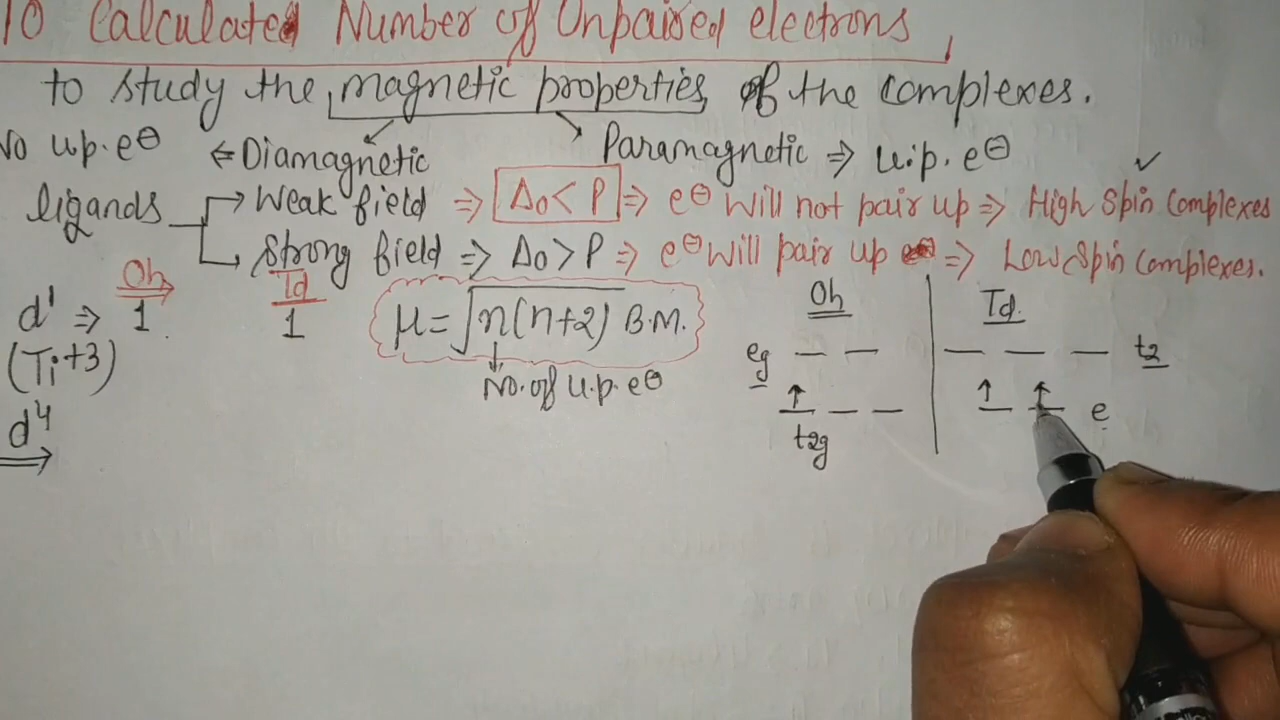 10 Calculated Number of Unpaired electrons,
to study the magnetic properties of the complexes.
No u.p. e⊖ ⇐ Diamagnetic Paramagnetic ⇒ u.p. e⊖ ✓
ligands → Weak field ⇒ Δo < P ⇒ e⊖ will not pair up ⇒ High Spin Complexes
→ Strong field ⇒ Δo > P ⇒ e⊖ will pair up ⇒ Low Spin Complexes.
Oh Td
d¹ ⇒ 1 1 μ = √n(n+2) B.M.
(Ti+3) No. of u.p. e⊖
d⁴
Oh Td
eg — — — — — t2
↑ ↑ ↑
— — — — — e
t2g